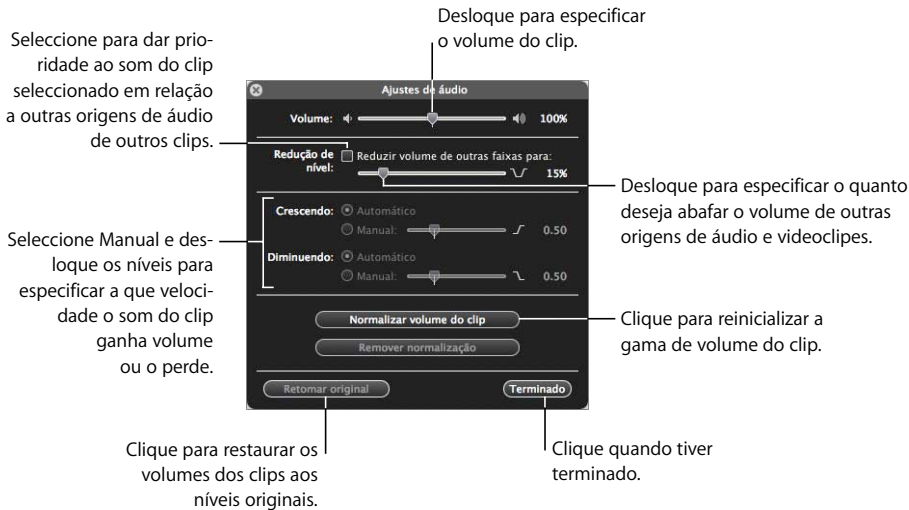 Desloque para especificar
o volume do clip.
Seleccione para dar prio-
ridade ao som do clip
seleccionado em relação
a outras origens de áudio
de outros clips.
Ajustes de áudio
Volume: 100%
Redução de nível: Reduzir volume de outras faixas para:
15%
Desloque para especificar o quanto
deseja abafar o volume de outras
origens de áudio e videoclipes.
Crescendo: Automático
Manual: 0.50
Diminuendo: Automático
Manual: 0.50
Seleccione Manual e des-
loque os níveis para
especificar a que veloci-
dade o som do clip
ganha volume
ou o perde.
Normalizar volume do clip
Clique para reinicializar a
gama de volume do clip.
Remover normalização
Retomar original
Terminado
Clique para restaurar os
volumes dos clips aos
níveis originais.
Clique quando tiver
terminado.